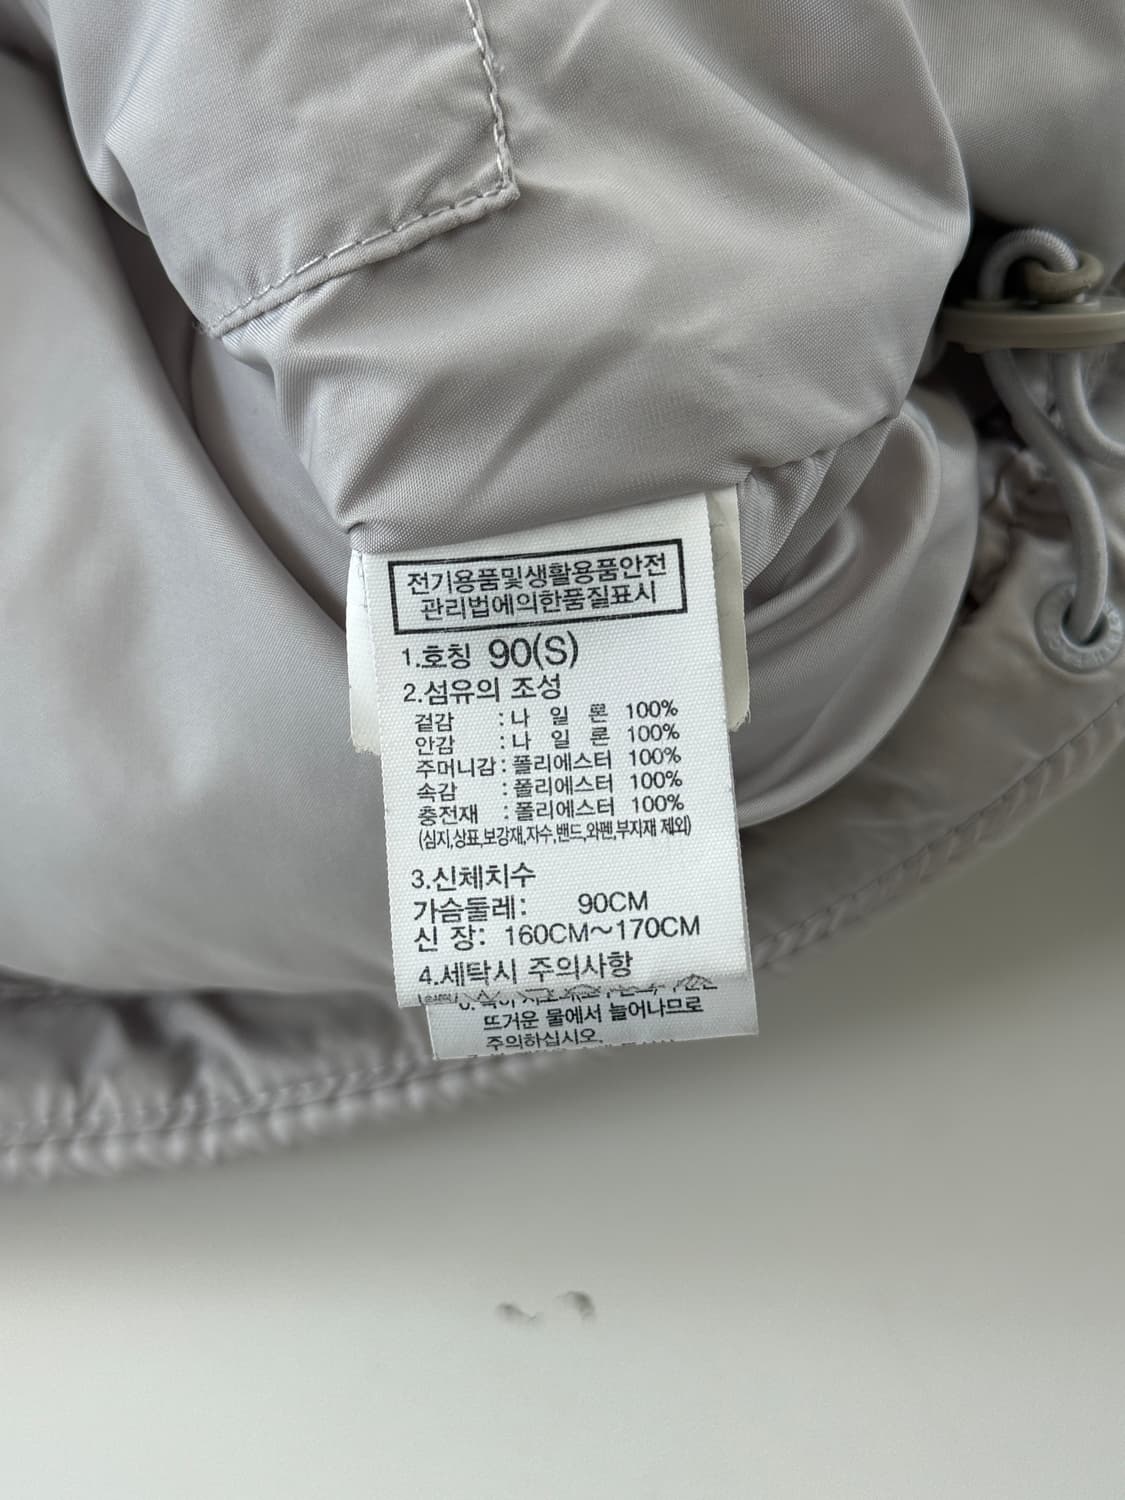 전기용품및생활용품안전
관리법에의한품질표시
1.호칭 90(S)
2.섬유의 조성
겉감 : 나 일 론 100%
안감 : 나 일 론 100%
주머니감 : 폴리에스터 100%
속감 : 폴리에스터 100%
충전재 : 폴리에스터 100%
(심지,상표,보강재,자수,밴드,와펜,부자재 제외)
3.신체치수
가슴둘레: 90CM
신 장: 160CM~170CM
4.세탁시 주의사항
뜨거운 물에서 늘어나므로
주의하십시오.